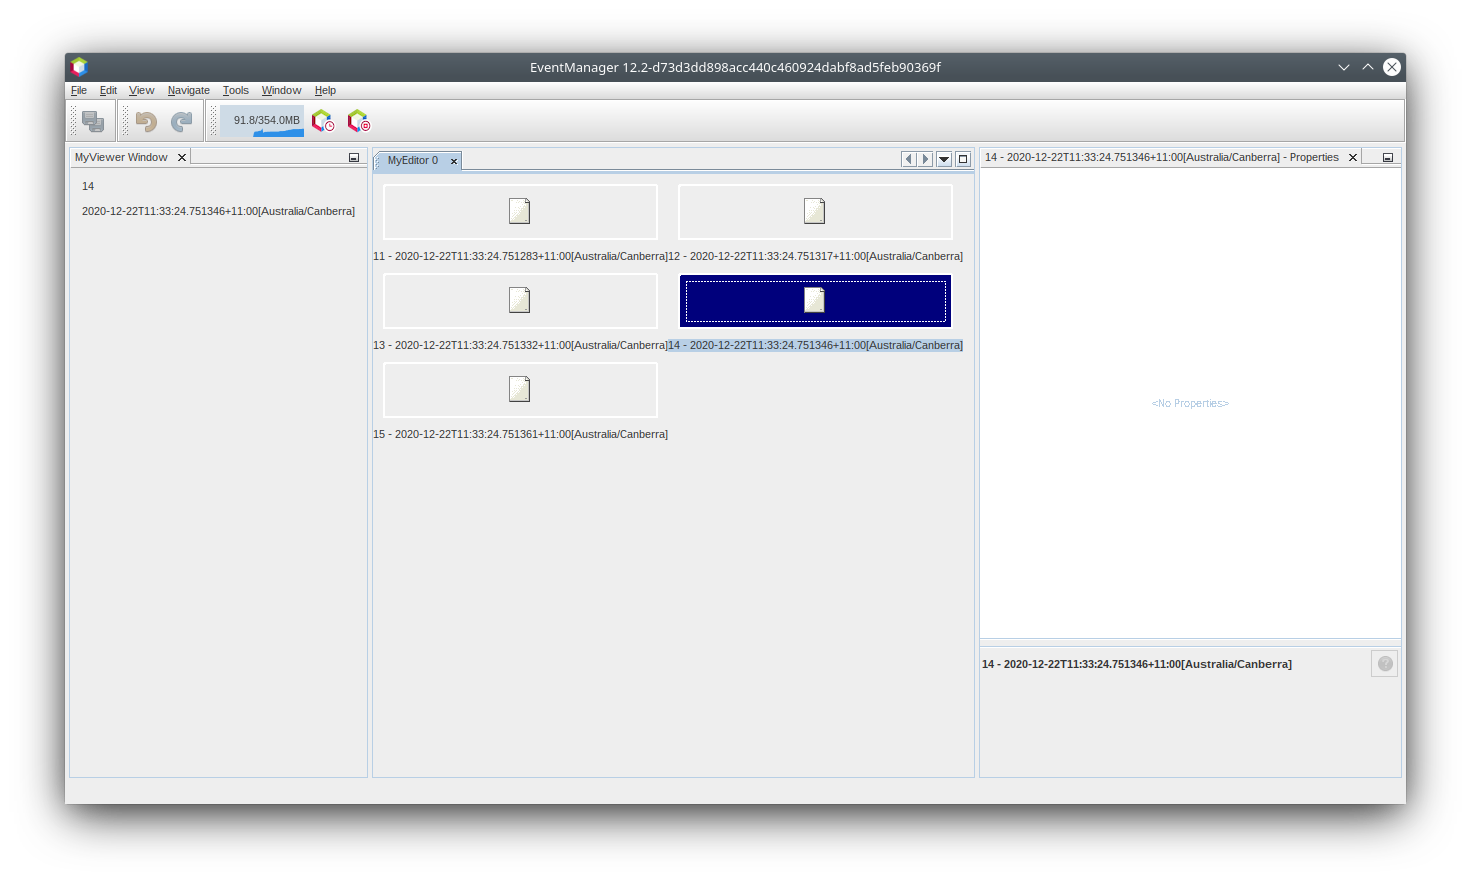 EventManager 12.2-d73d3dd898acc440c460924dabf8ad5feb90369f
File Edit View Navigate Tools Window Help
91.8/354.0MB
MyViewer Window
14
2020-12-22T11:33:24.751346+11:00[Australia/Canberra]
MyEditor 0
11 - 2020-12-22T11:33:24.751283+11:00[Australia/Canberra]
12 - 2020-12-22T11:33:24.751317+11:00[Australia/Canberra]
13 - 2020-12-22T11:33:24.751332+11:00[Australia/Canberra]
14 - 2020-12-22T11:33:24.751346+11:00[Australia/Canberra]
15 - 2020-12-22T11:33:24.751361+11:00[Australia/Canberra]
14 - 2020-12-22T11:33:24.751346+11:00[Australia/Canberra] - Properties
<No Properties>
14 - 2020-12-22T11:33:24.751346+11:00[Australia/Canberra]